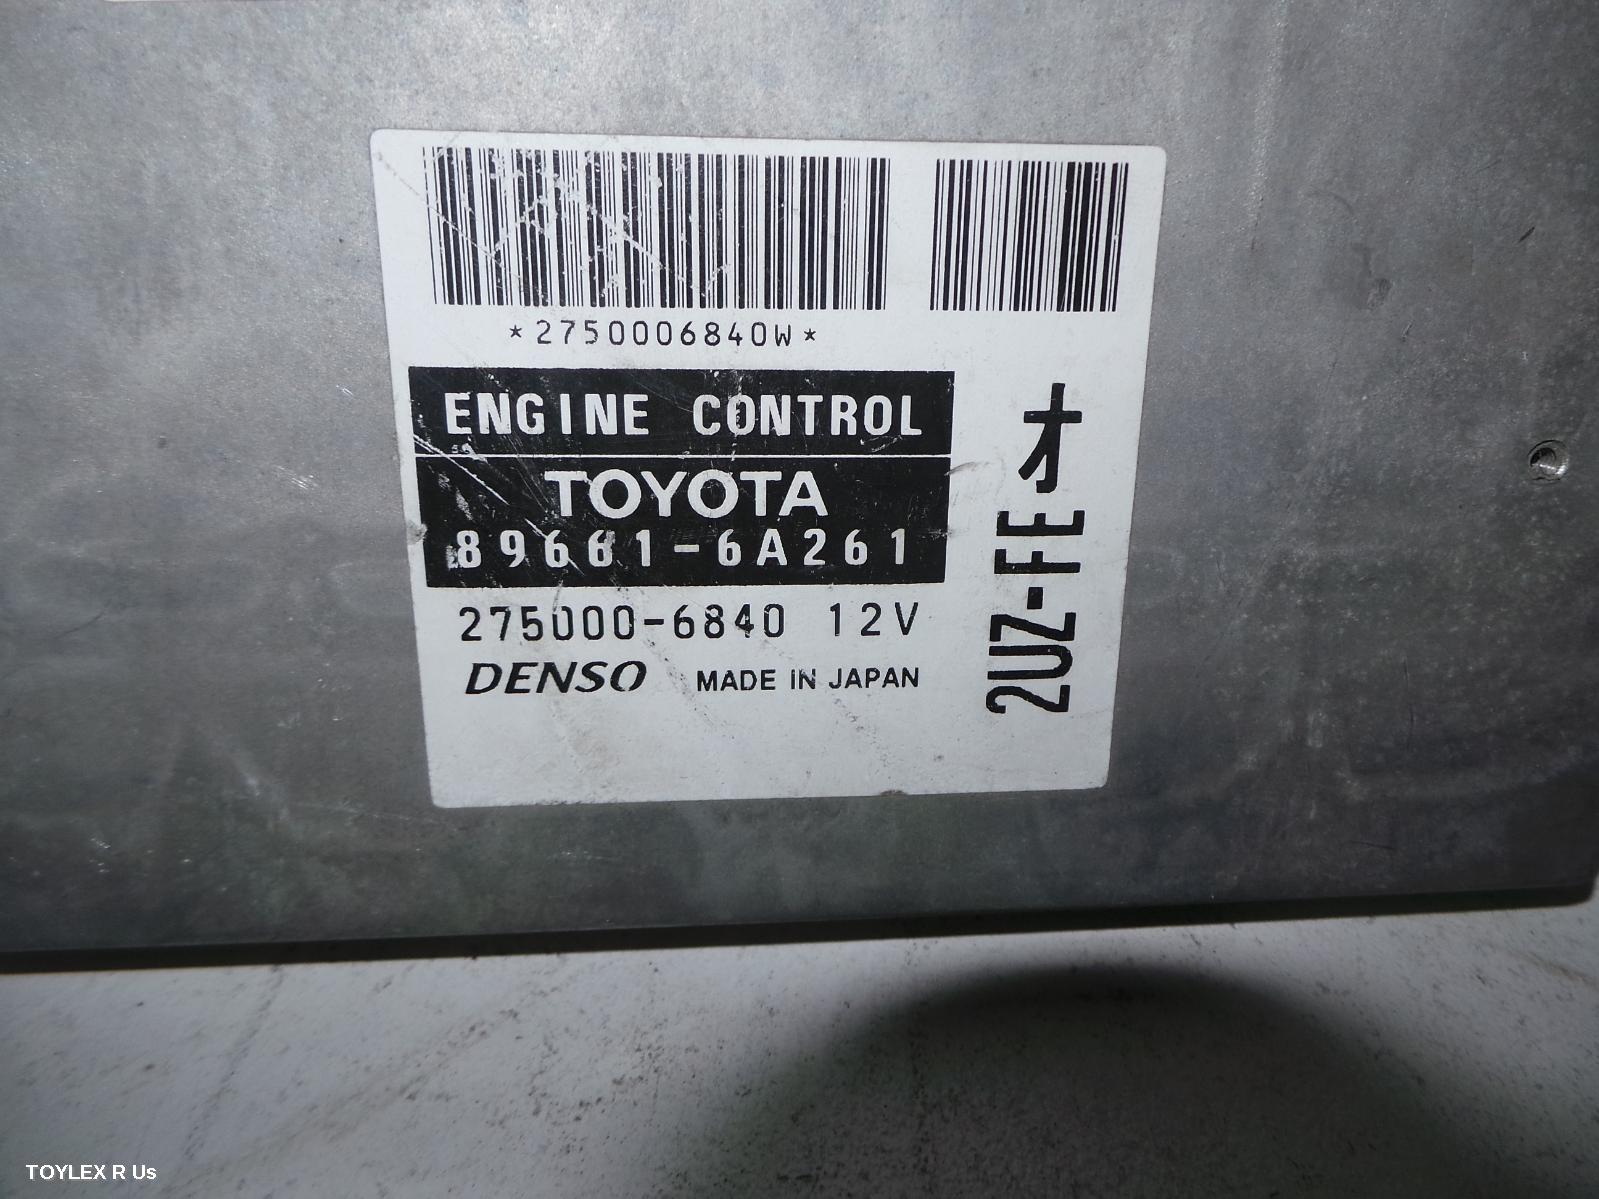 *2750006840W*
ENGINE CONTROL
TOYOTA
89661-6A261
275000-6840 12V
DENSO MADE IN JAPAN
2UZ-FE オ
TOYLEX R Us